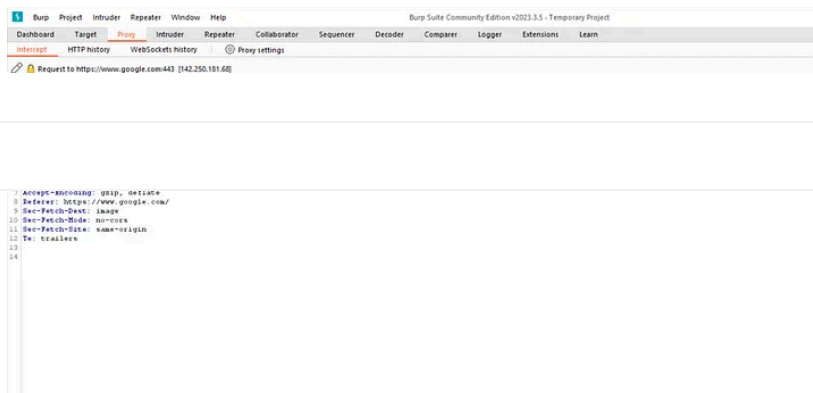 Burp Project Intruder Repeater Window Help Burp Suite Community Edition v2023.3.5 - Temporary Project
Dashboard Target Proxy Intruder Repeater Collaborator Sequencer Decoder Comparer Logger Extensions Learn
Intercept HTTP history WebSockets history Proxy settings
Request to https://www.google.com:443 [142.250.181.68]
7 Accept-Encoding: gzip, deflate
8 Referer: https://www.google.com/
9 Sec-Fetch-Dest: image
10 Sec-Fetch-Mode: no-cors
11 Sec-Fetch-Site: same-origin
12 Te: trailers
13
14